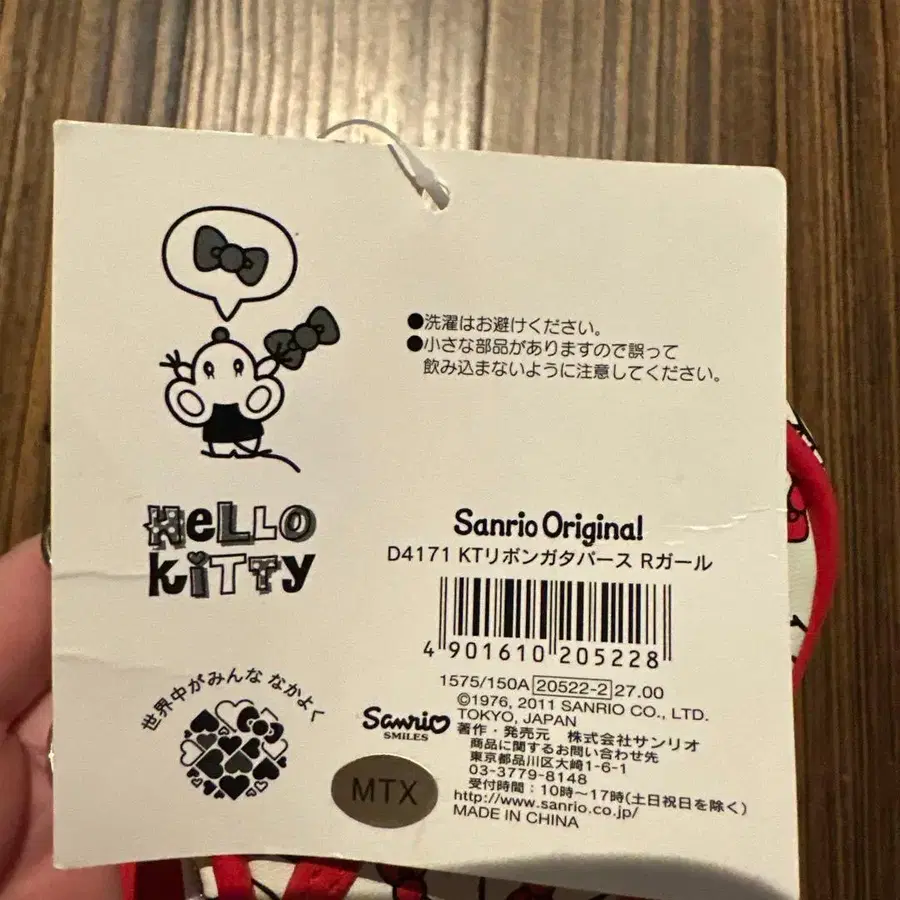 ●洗濯はお避けください。
●小さな部品がありますので誤って
飲み込まないように注意してください。
HELLO
KITTY
Sanrio Original
D4171 KTリボンガタパース Rガール
4 901610 205228
1575/150A 20522-2 27.00
©1976, 2011 SANRIO CO., LTD.
TOKYO, JAPAN
著作・発売元 株式会社サンリオ
商品に関するお問い合わせ先
東京都品川区大崎1-6-1
03-3779-8148
受付時間:10時~17時(土日祝日を除く)
http://www.sanrio.co.jp/
MADE IN CHINA
世界中がみんな なかよく
Sanrio
SMILES
MTX